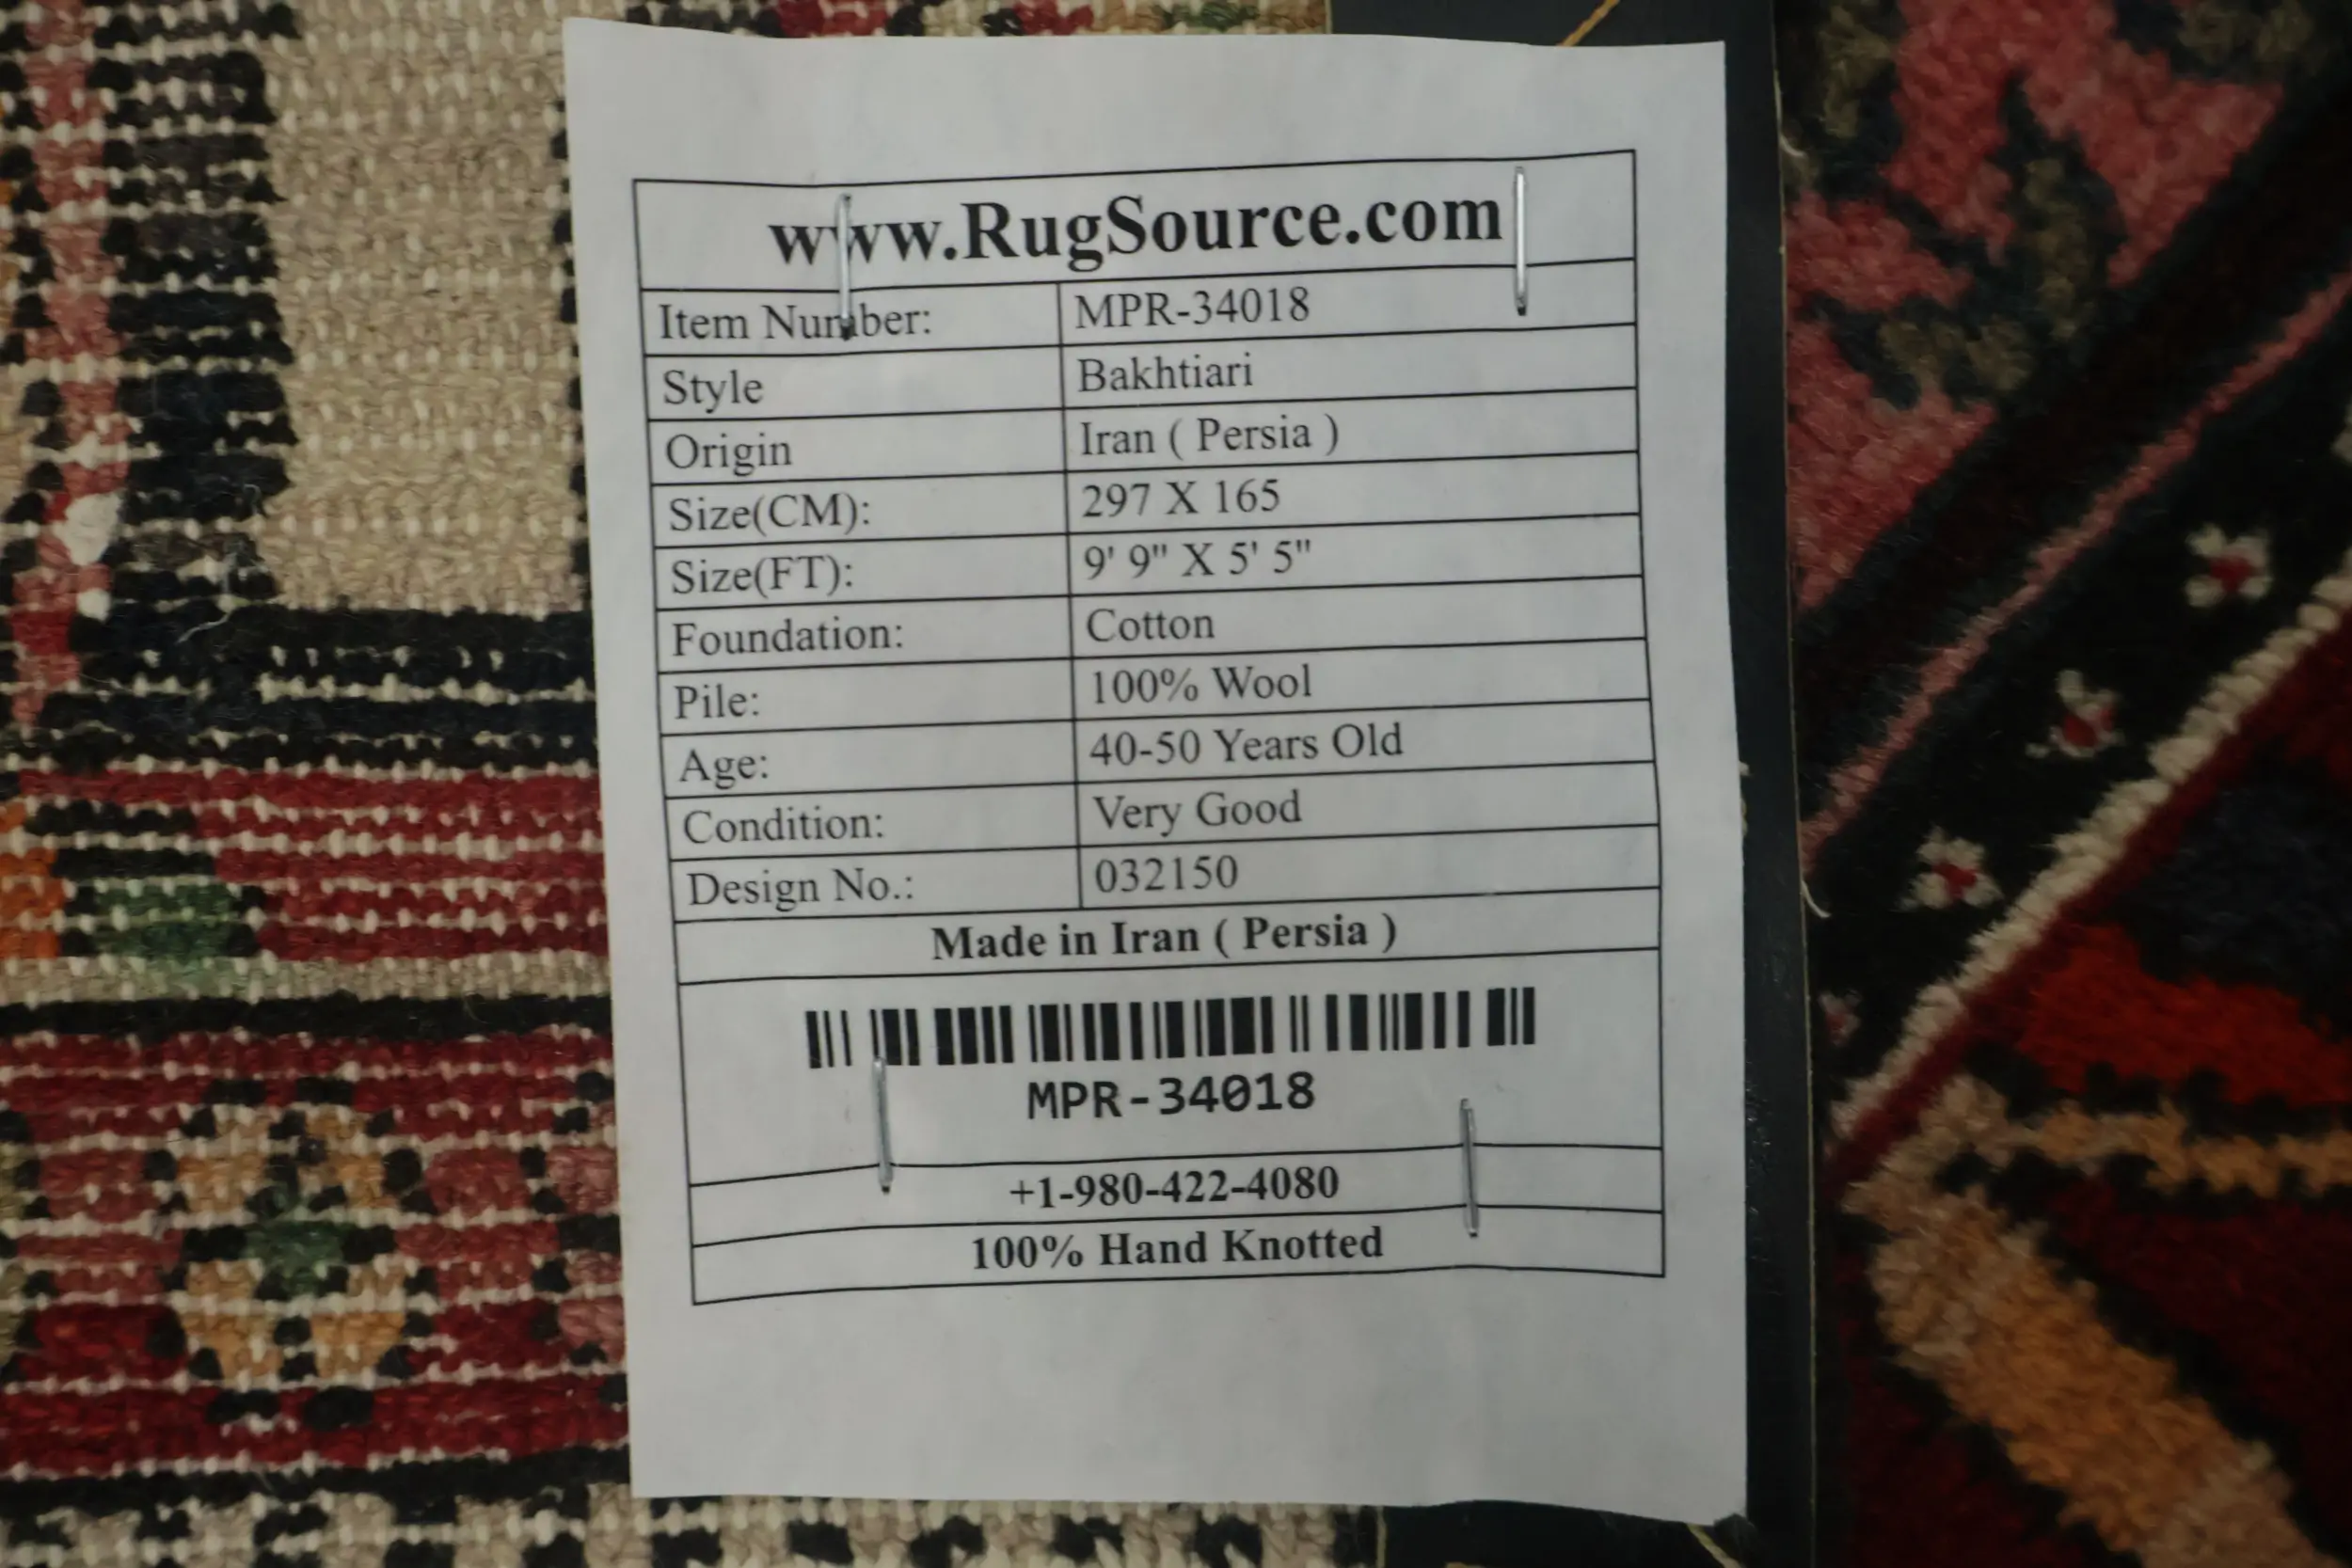 www.RugSource.com
Item Number: MPR-34018
Style Bakhtiari
Origin Iran ( Persia )
Size(CM): 297 X 165
Size(FT): 9' 9" X 5' 5"
Foundation: Cotton
Pile: 100% Wool
Age: 40-50 Years Old
Condition: Very Good
Design No.: 032150
Made in Iran ( Persia )
MPR-34018
+1-980-422-4080
100% Hand Knotted